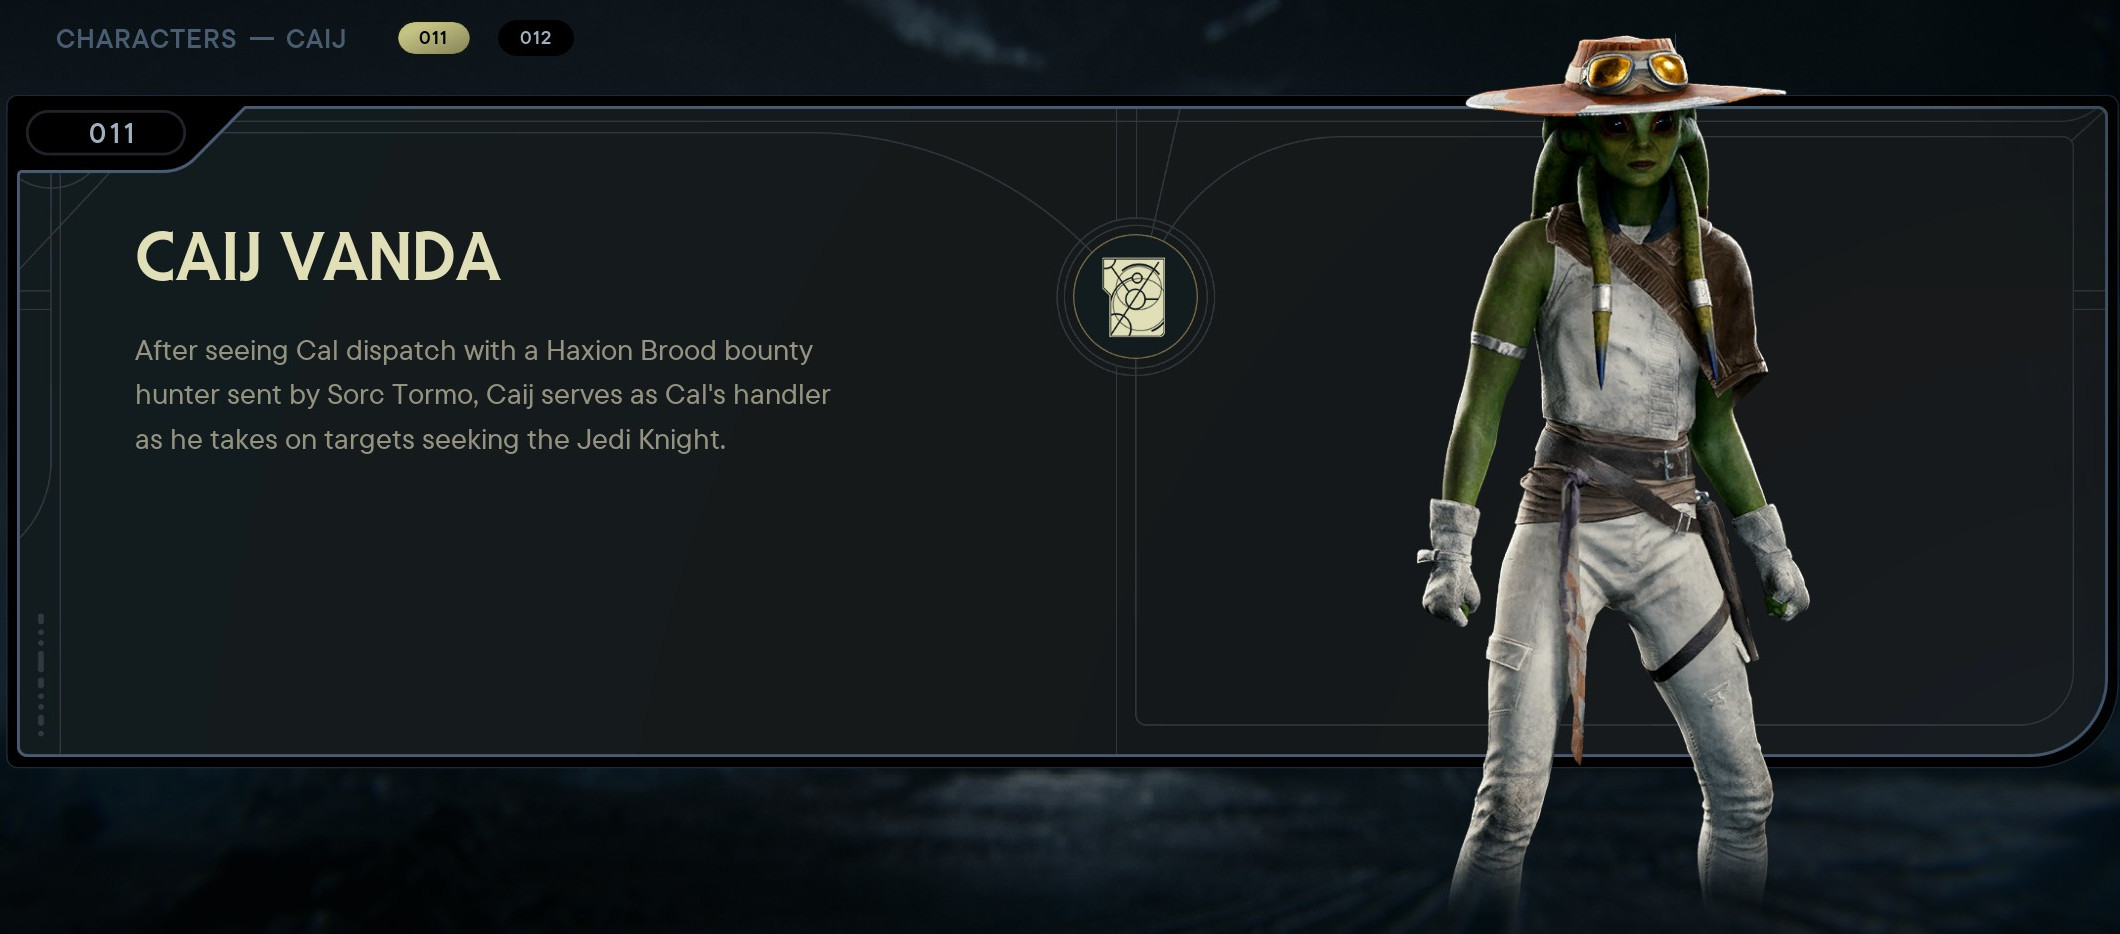 CHARACTERS — CAIJ 011 012
011
CAIJ VANDA
After seeing Cal dispatch with a Haxion Brood bounty
hunter sent by Sorc Tormo, Caij serves as Cal's handler
as he takes on targets seeking the Jedi Knight.